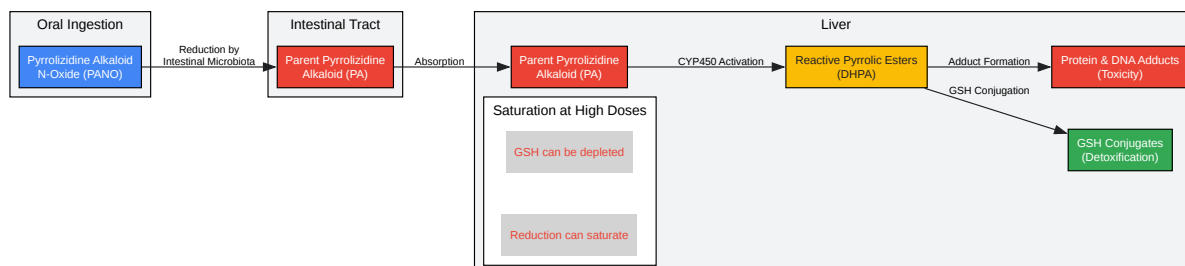 Oral Ingestion
Pyrrolizidine Alkaloid
N-Oxide (PANO)
Reduction by
Intestinal Microbiota
Intestinal Tract
Parent Pyrrolizidine
Alkaloid (PA)
Absorption
Liver
Parent Pyrrolizidine
Alkaloid (PA)
CYP450 Activation
Reactive Pyrrolic Esters
(DHPA)
Adduct Formation
Protein & DNA Adducts
(Toxicity)
GSH Conjugation
GSH Conjugates
(Detoxification)
Saturation at High Doses
GSH can be depleted
Reduction can saturate